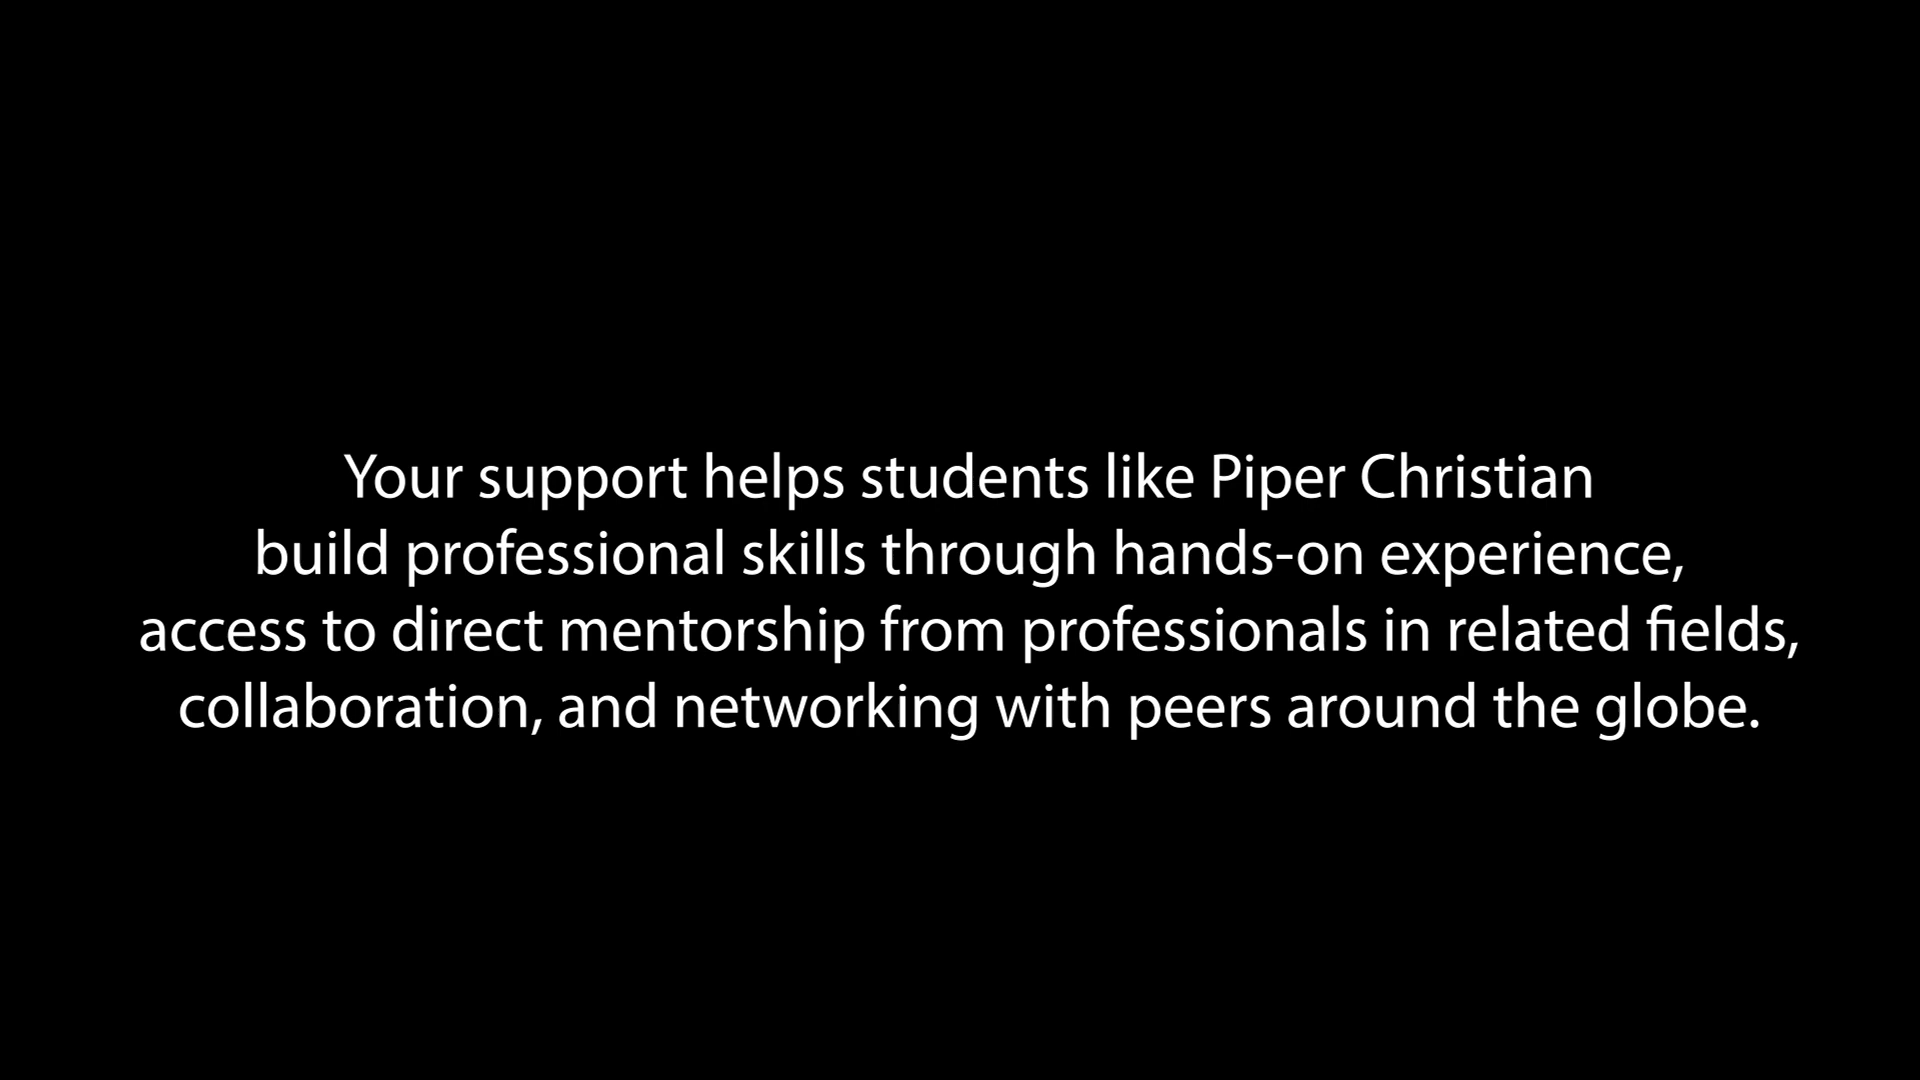 Your support helps students like Piper Christian
build professional skills through hands-on experience,
access to direct mentorship from professionals in related fields,
collaboration, and networking with peers around the globe.